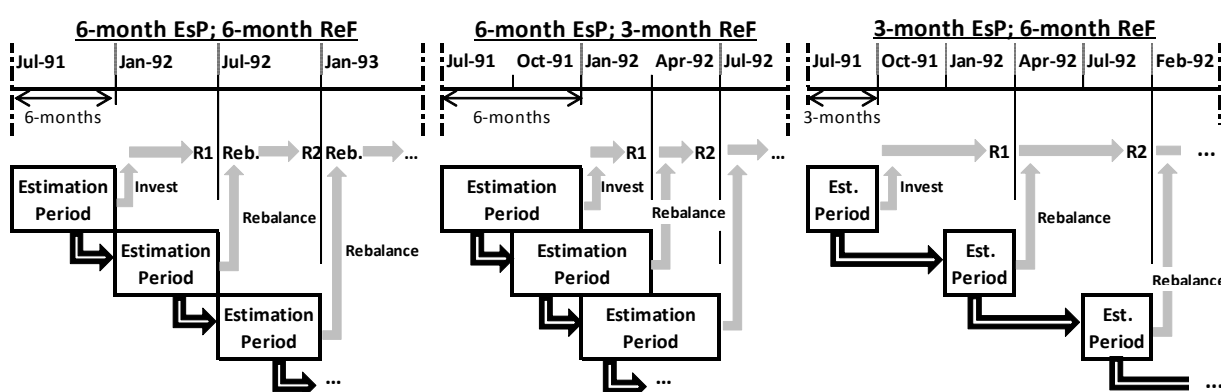 6-month EsP; 6-month ReF
Jul-91 Jan-92 Jul-92 Jan-93
6-months
R1 Reb. R2 Reb. ...
Estimation
Period
Invest
Rebalance
Rebalance
Estimation
Period
Estimation
Period
...
6-month EsP; 3-month ReF
Jul-91 Oct-91 Jan-92 Apr-92 Jul-92
6-months
R1 R2 ...
Estimation
Period
Invest
Rebalance
Estimation
Period
Estimation
Period
...
3-month EsP; 6-month ReF
Jul-91 Oct-91 Jan-92 Apr-92 Jul-92 Feb-92
3-months
R1 R2 ...
Est.
Period
Invest
Rebalance
Est.
Period
Rebalance
Est.
Period
...